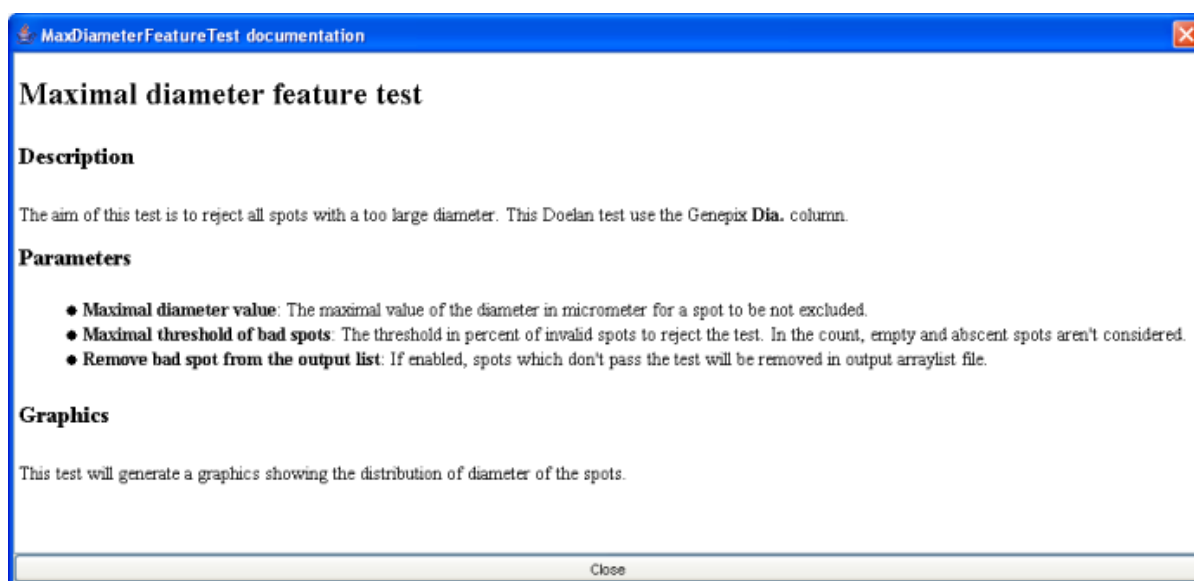 MaxDiameterFeatureTest documentation
Maximal diameter feature test
Description
The aim of this test is to reject all spots with a too large diameter. This Doelan test use the Genepix Dia. column.
Parameters
● Maximal diameter value: The maximal value of the diameter in micrometer for a spot to be not excluded.
● Maximal threshold of bad spots: The threshold in percent of invalid spots to reject the test. In the count, empty and abscent spots aren't considered.
● Remove bad spot from the output list: If enabled, spots which don't pass the test will be removed in output arraylist file.
Graphics
This test will generate a graphics showing the distribution of diameter of the spots.
Close